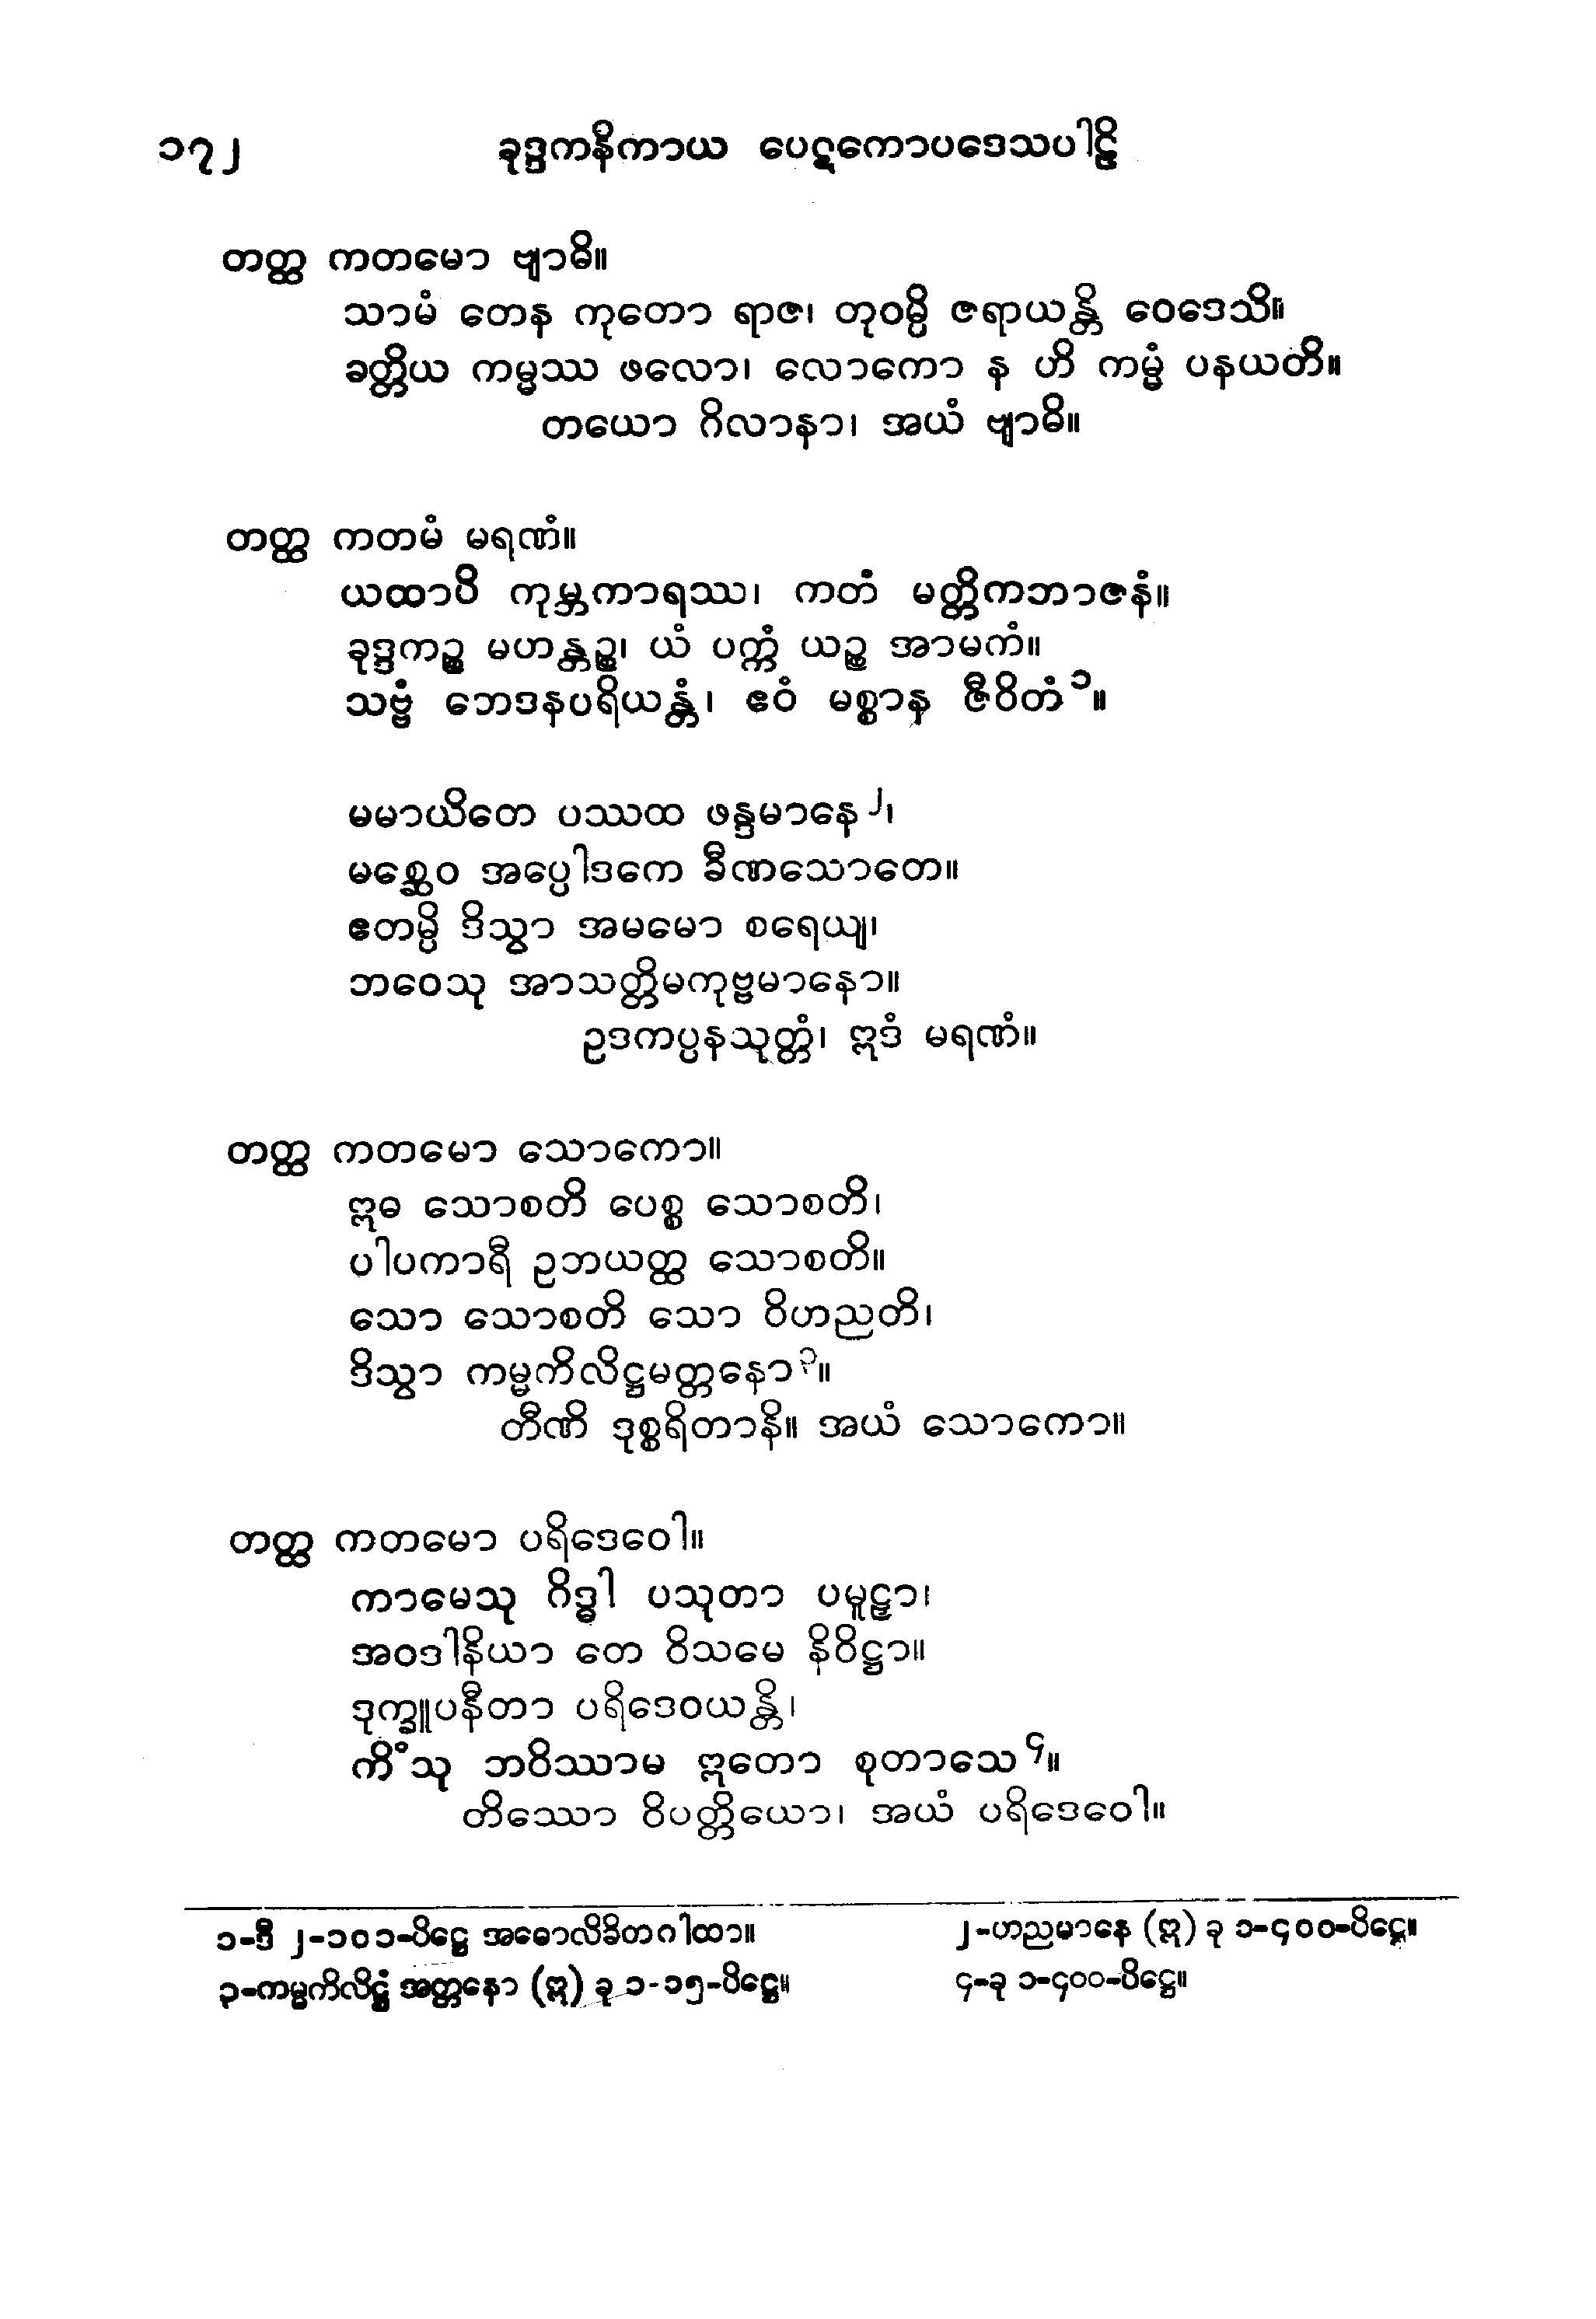 ၁၇၂ ခုဒ္ဒကနိကာယ ပေဋကောပဒေသပါဠိ
တတ္ထ ကတမော ဗျာဓိ။
သာမံ တေန ကုတော ရာဇ၊ တုဝမ္ပိ ဇရာယန္တိ ဝေဒေသိ။
ခတ္တိယ ကမ္မဿ ဖလော၊ လောကော န ဟိ ကမ္မံ ပနယတိ။
တယော ဂိလာနာ၊ အယံ ဗျာဓိ။
တတ္ထ ကတမံ မရဏံ။
ယထာပိ ကုမ္ဘကာရဿ၊ ကတံ မတ္တိကဘာဇနံ။
ခုဒ္ဒကဉ္စ မဟန္တဉ္စ၊ ယံ ပက္ကံ ယဉ္စ အာမကံ။
သဗ္ဗံ ဘေဒနပရိယန္တံ၊ ဧဝံ မစ္စာန ဇီဝိတံ ၁။
မမာယိတေ ပဿထ ဖန္ဒမာနေ ၂၊
မစ္ဆေဝ အပ္ပေါဒကေ ခီဏသောတေ။
ဧတမ္ပိ ဒိသွာ အမမော စရေယျ၊
ဘဝေသု အာသတ္တိမကုဗ္ဗမာနော။
ဥဒကပ္ပနသုတ္တံ၊ ဣဒံ မရဏံ။
တတ္ထ ကတမော သောကော။
ဣဓ သောစတိ ပေစ္စ သောစတိ၊
ပါပကာရီ ဥဘယတ္ထ သောစတိ။
သော သောစတိ သော ဝိဟညတိ၊
ဒိသွာ ကမ္မကိလိဋ္ဌမတ္တနော ၃။
တီဏိ ဒုစ္စရိတာနိ။ အယံ သောကော။
တတ္ထ ကတမော ပရိဒေဝေါ။
ကာမေသု ဂိဒ္ဓါ ပသုတာ ပမူဠှာ၊
အဝဒါနိယာ တေ ဝိသမေ နိဝိဋ္ဌာ။
ဒုက္ခူပနီတာ ပရိဒေဝယန္တိ၊
ကိံသု ဘဝိဿာမ ဣတော စုတာသေ ၄။
တိဿော ဝိပတ္တိယော၊ အယံ ပရိဒေဝေါ။
၁-ဒီ ၂-၁၀၁-ပိဋ္ဌေ အဓောလိခိတဂါထာ။ ၂-ဟညမာနေ (ဣ) ခု ၁-၄၀၀-ပိဋ္ဌေ။
၃-ကမ္မကိလိဋ္ဌံ အတ္တနော (ဣ) ခု ၁-၁၅-ပိဋ္ဌေ။ ၄-ခု ၁-၄၀၀-ပိဋ္ဌေ။